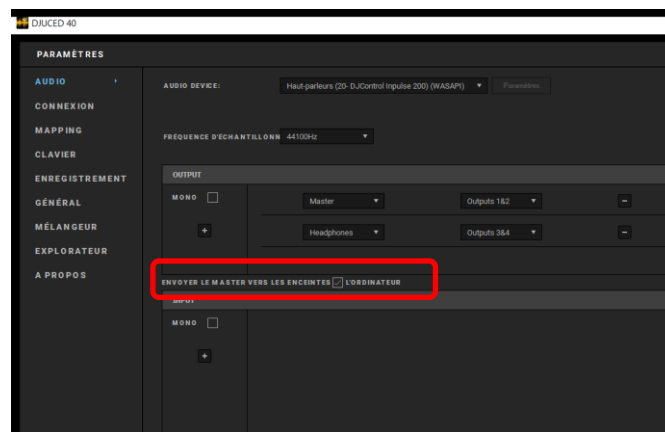 DJUCED 40
PARAMÈTRES
AUDIO
CONNEXION
MAPPING
CLAVIER
ENREGISTREMENT
GÉNÉRAL
MÉLANGEUR
EXPLORATEUR
A PROPOS
AUDIO DEVICE: Haut-parleurs (20- DJControl Inpulse 200) (WASAPI) Paramètres
FRÉQUENCE D'ÉCHANTILLONN 44100Hz
OUTPUT
MONO Master Outputs 1&2 -
+ Headphones Outputs 3&4 -
ENVOYER LE MASTER VERS LES ENCEINTES L'ORDINATEUR
INPUT
MONO
+